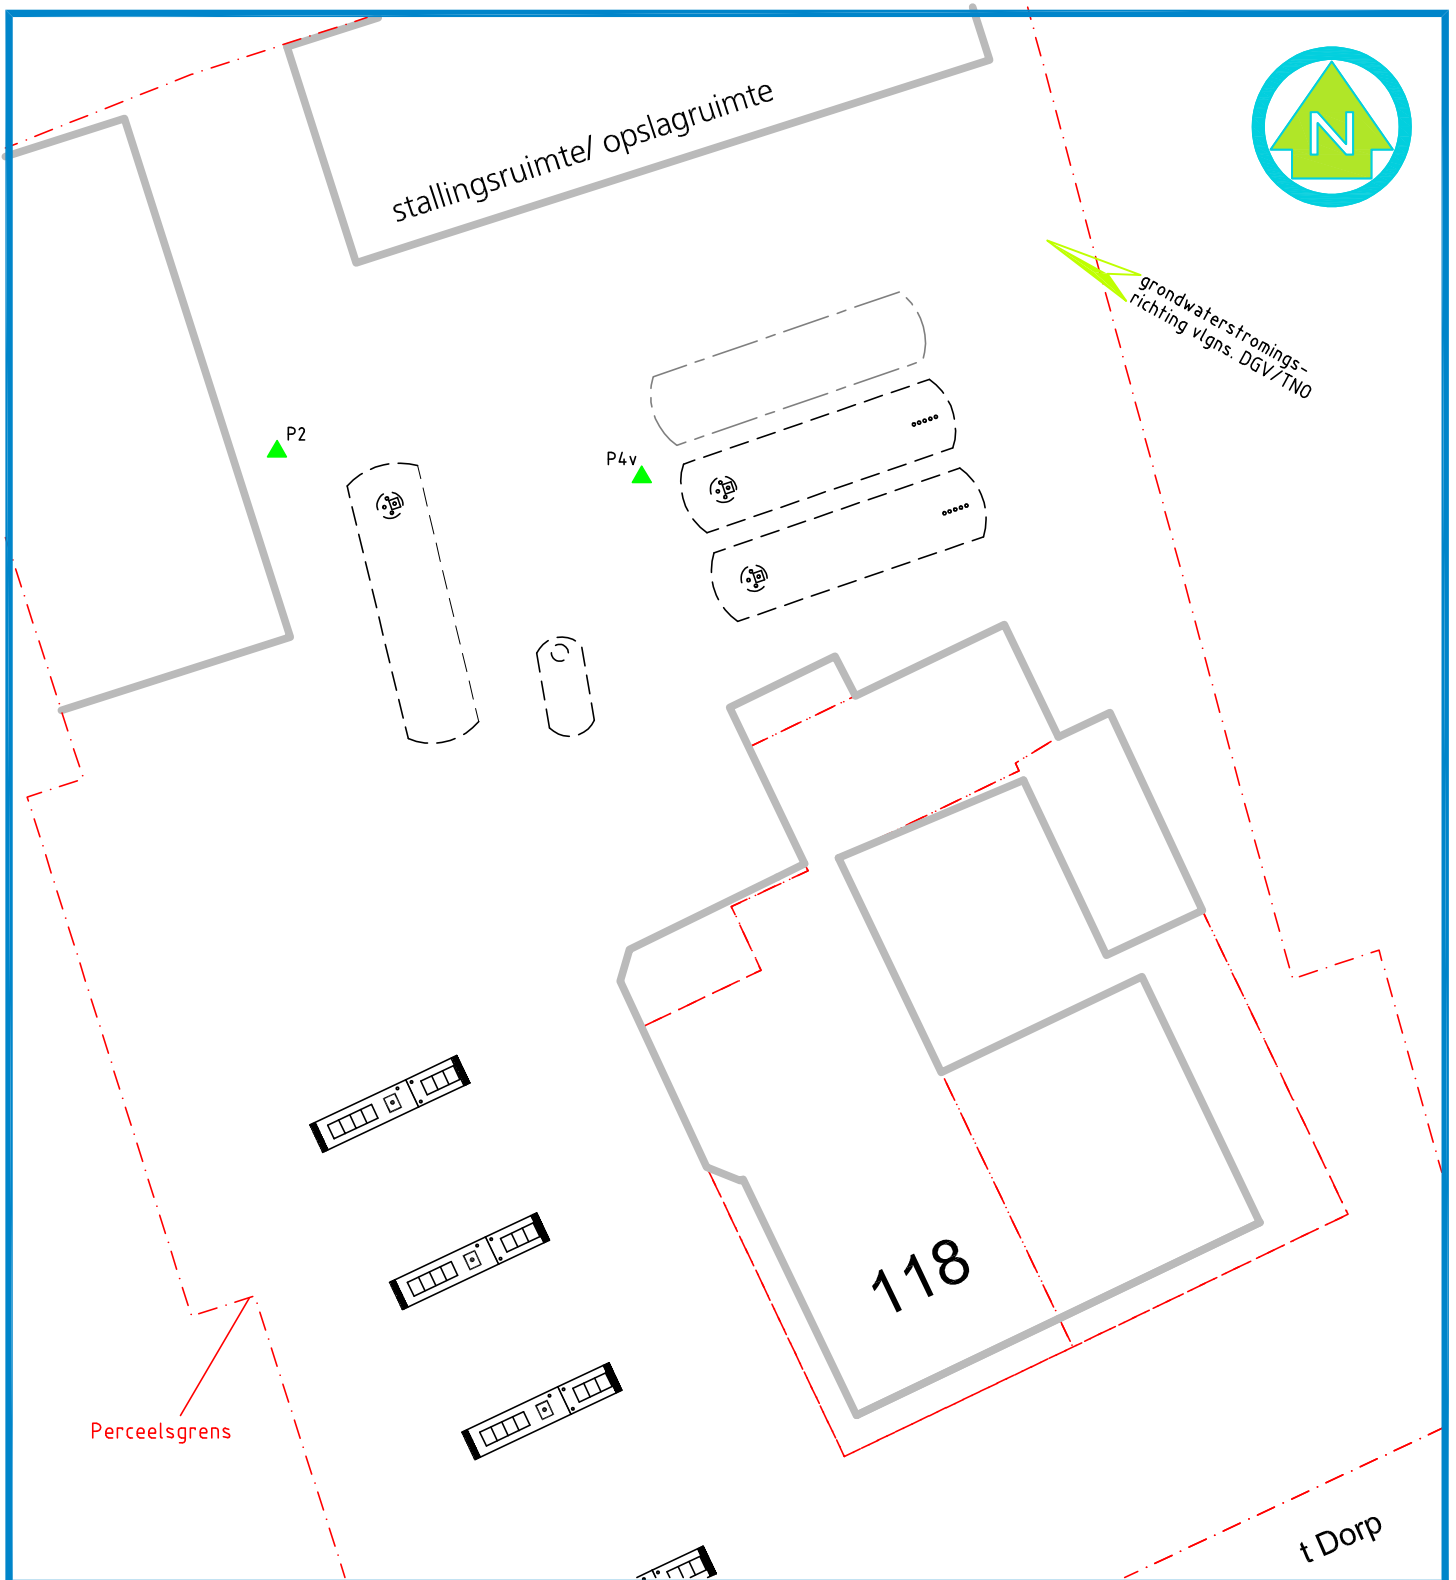 stallingsruimte/ opslagruimte
N
grondwaterstromings-
richting vlgns. DGV/TNO
P2
P4v
118
Perceelsgrens
t Dorp